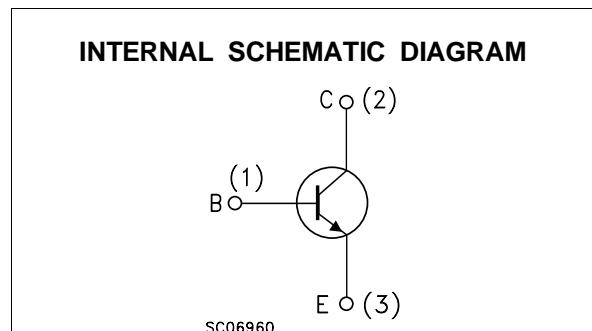 INTERNAL SCHEMATIC DIAGRAM
C (2)
(1)
B
E (3)
SC06960